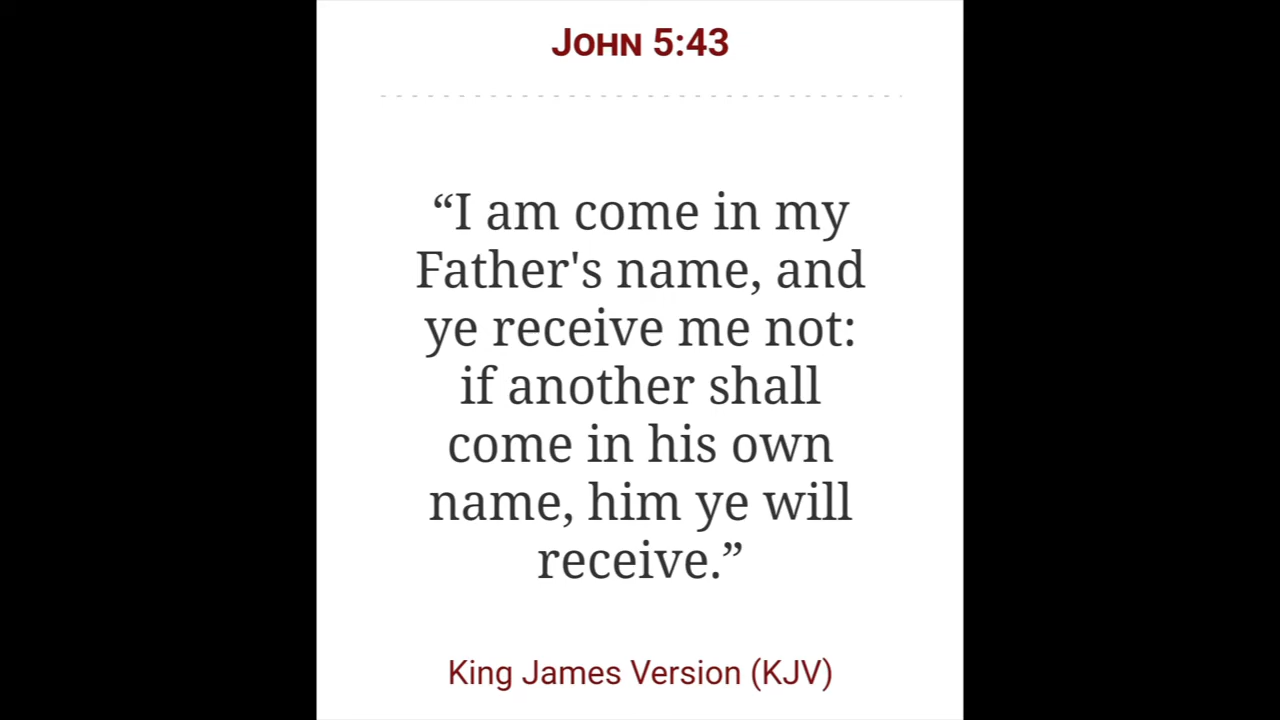 John 5:43
“I am come in my
Father's name, and
ye receive me not:
if another shall
come in his own
name, him ye will
receive.”
King James Version (KJV)